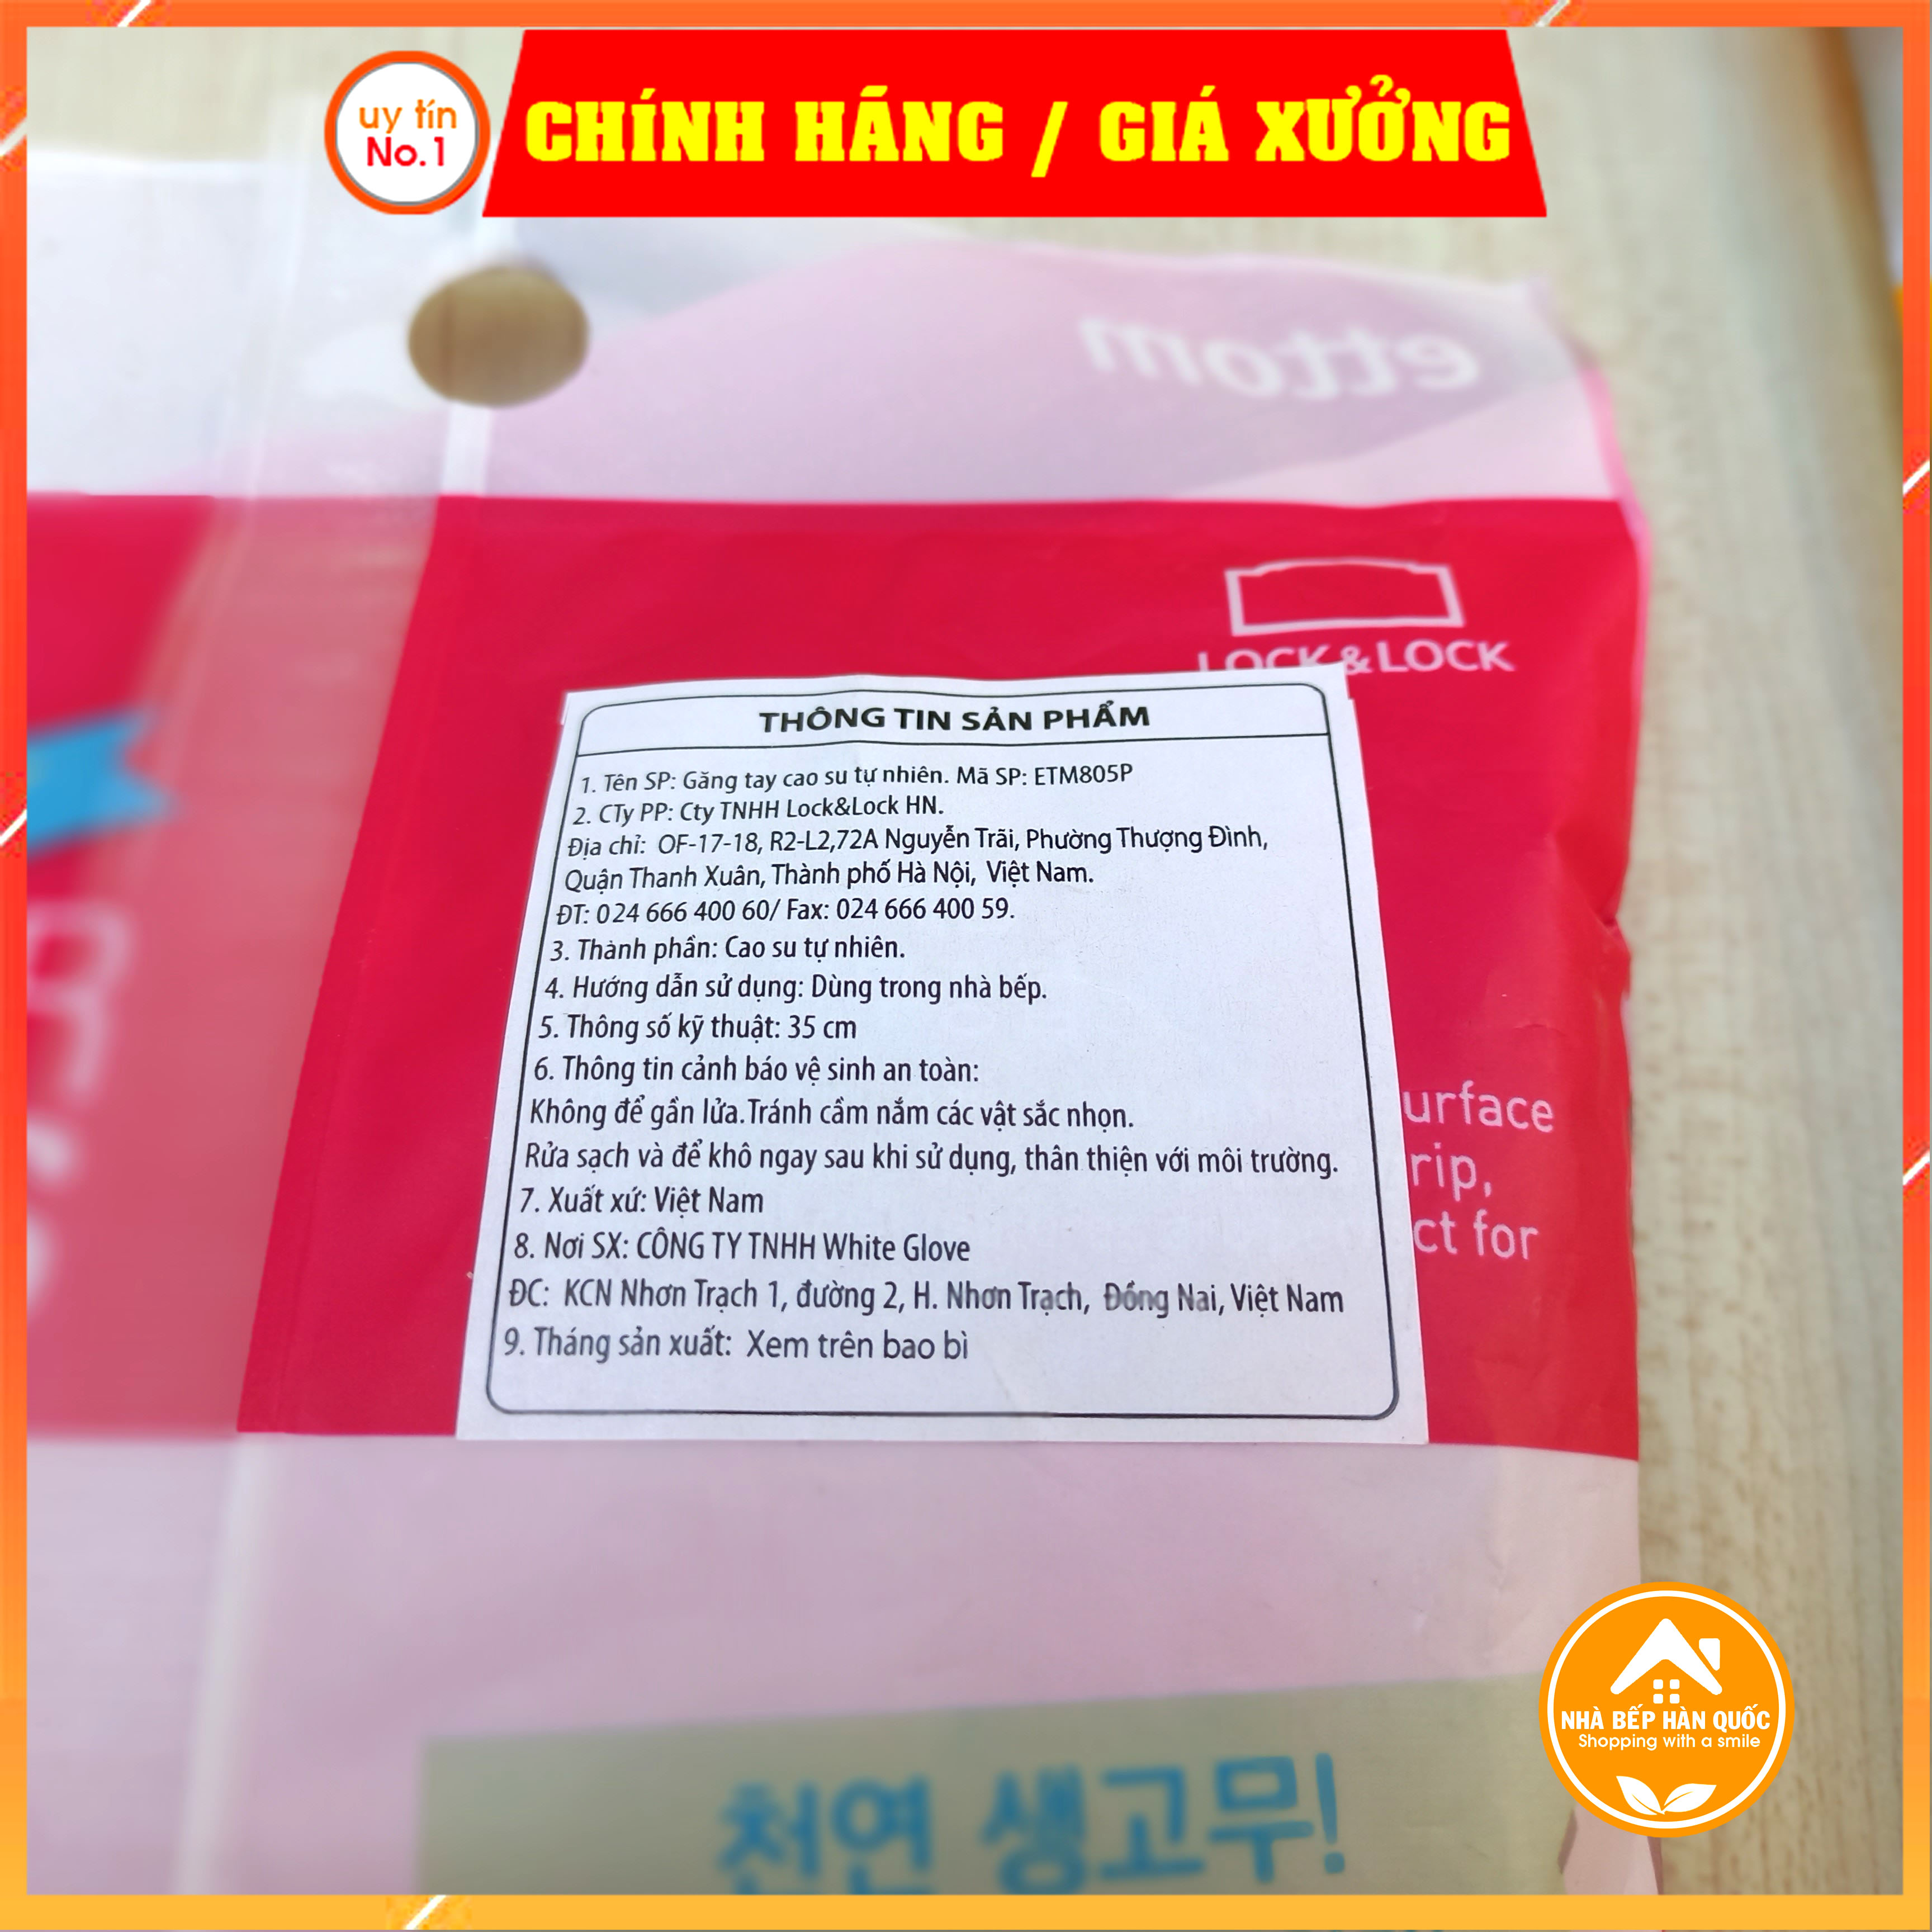 uy tín
No.1
CHÍNH HÃNG / GIÁ XƯỞNG
ettom
LOCK&LOCK
THÔNG TIN SẢN PHẨM
1. Tên SP: Găng tay cao su tự nhiên. Mã SP: ETM805P
2. CTy PP: Cty TNHH Lock&Lock HN.
Địa chỉ: OF-17-18, R2-L2,72A Nguyễn Trãi, Phường Thượng Đình,
Quận Thanh Xuân, Thành phố Hà Nội, Việt Nam.
ĐT: 024 666 400 60/ Fax: 024 666 400 59.
3. Thành phần: Cao su tự nhiên.
4. Hướng dẫn sử dụng: Dùng trong nhà bếp.
5. Thông số kỹ thuật: 35 cm
6. Thông tin cảnh báo vệ sinh an toàn:
Không để gần lửa.Tránh cầm nắm các vật sắc nhọn.
Rửa sạch và để khô ngay sau khi sử dụng, thân thiện với môi trường.
7. Xuất xứ: Việt Nam
8. Nơi SX: CÔNG TY TNHH White Glove
ĐC: KCN Nhơn Trạch 1, đường 2, H. Nhơn Trạch, Đồng Nai, Việt Nam
9. Tháng sản xuất: Xem trên bao bì
urface
rip,
ct for
천연 생고무!
NHÀ BẾP HÀN QUỐC
Shopping with a smile